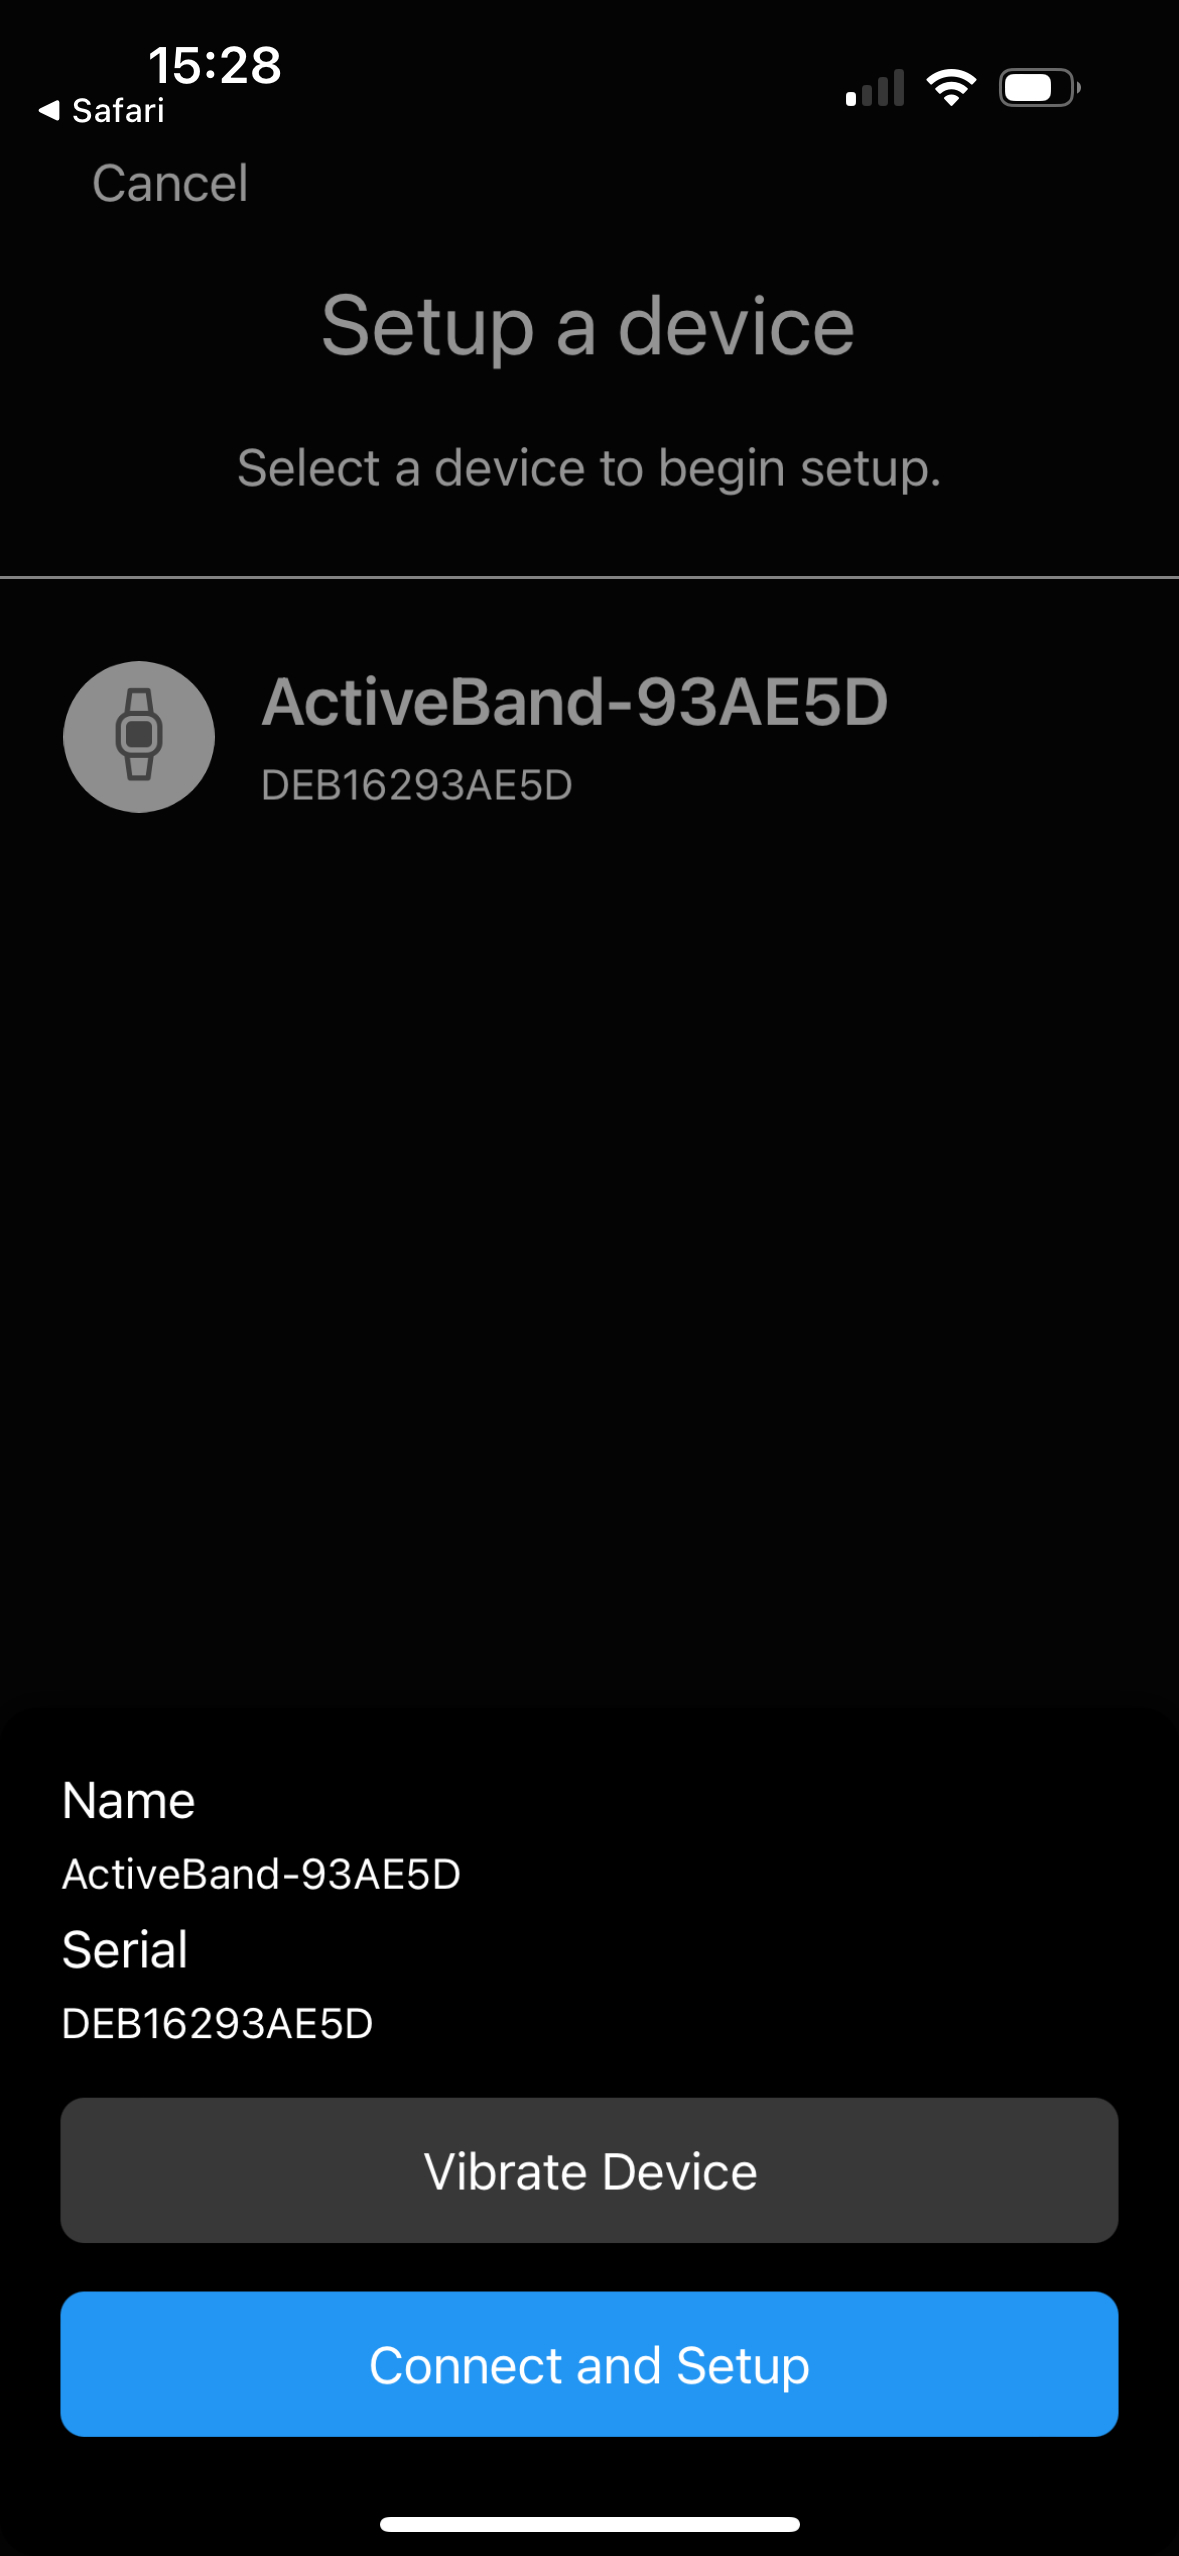 15:28
Safari
Cancel
Setup a device
Select a device to begin setup.
ActiveBand-93AE5D
DEB16293AE5D
Name
ActiveBand-93AE5D
Serial
DEB16293AE5D
Vibrate Device
Connect and Setup